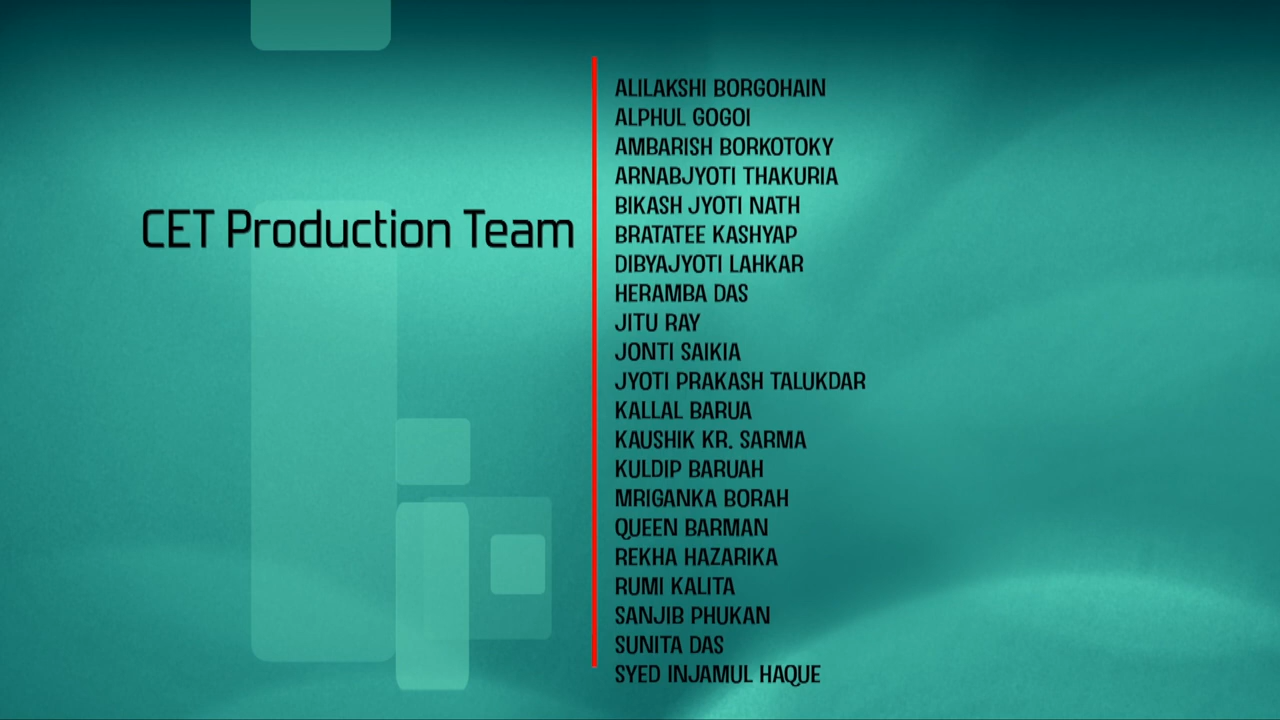 CET Production Team
ALILAKSHI BORGOHAIN
ALPHUL GOGOI
AMBARISH BORKOTOKY
ARNABJYOTI THAKURIA
BIKASH JYOTI NATH
BRATATEE KASHYAP
DIBYAJYOTI LAHKAR
HERAMBA DAS
JITU RAY
JONTI SAIKIA
JYOTI PRAKASH TALUKDAR
KALLAL BARUA
KAUSHIK KR. SARMA
KULDIP BARUAH
MRIGANKA BORAH
QUEEN BARMAN
REKHA HAZARIKA
RUMI KALITA
SANJIB PHUKAN
SUNITA DAS
SYED INJAMUL HAQUE